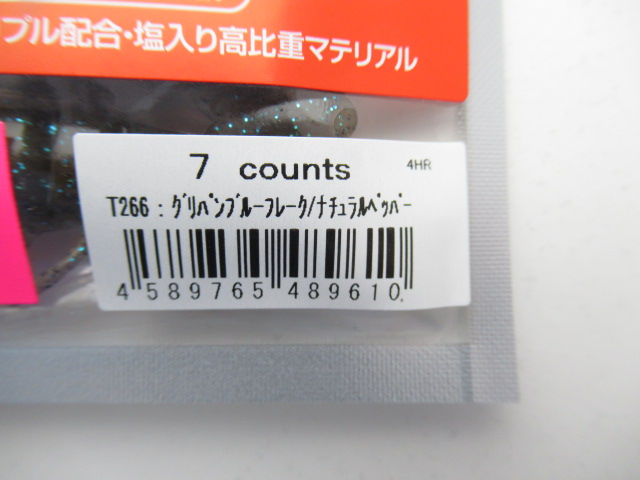 プル配合・塩入り高比重マテリアル
7 counts 4HR
T266 : ｸﾞﾘﾊﾟﾝﾌﾞﾙｰﾌﾚｰｸ/ﾅﾁｭﾗﾙﾍﾟｯﾊﾟｰ
4 589765 489610